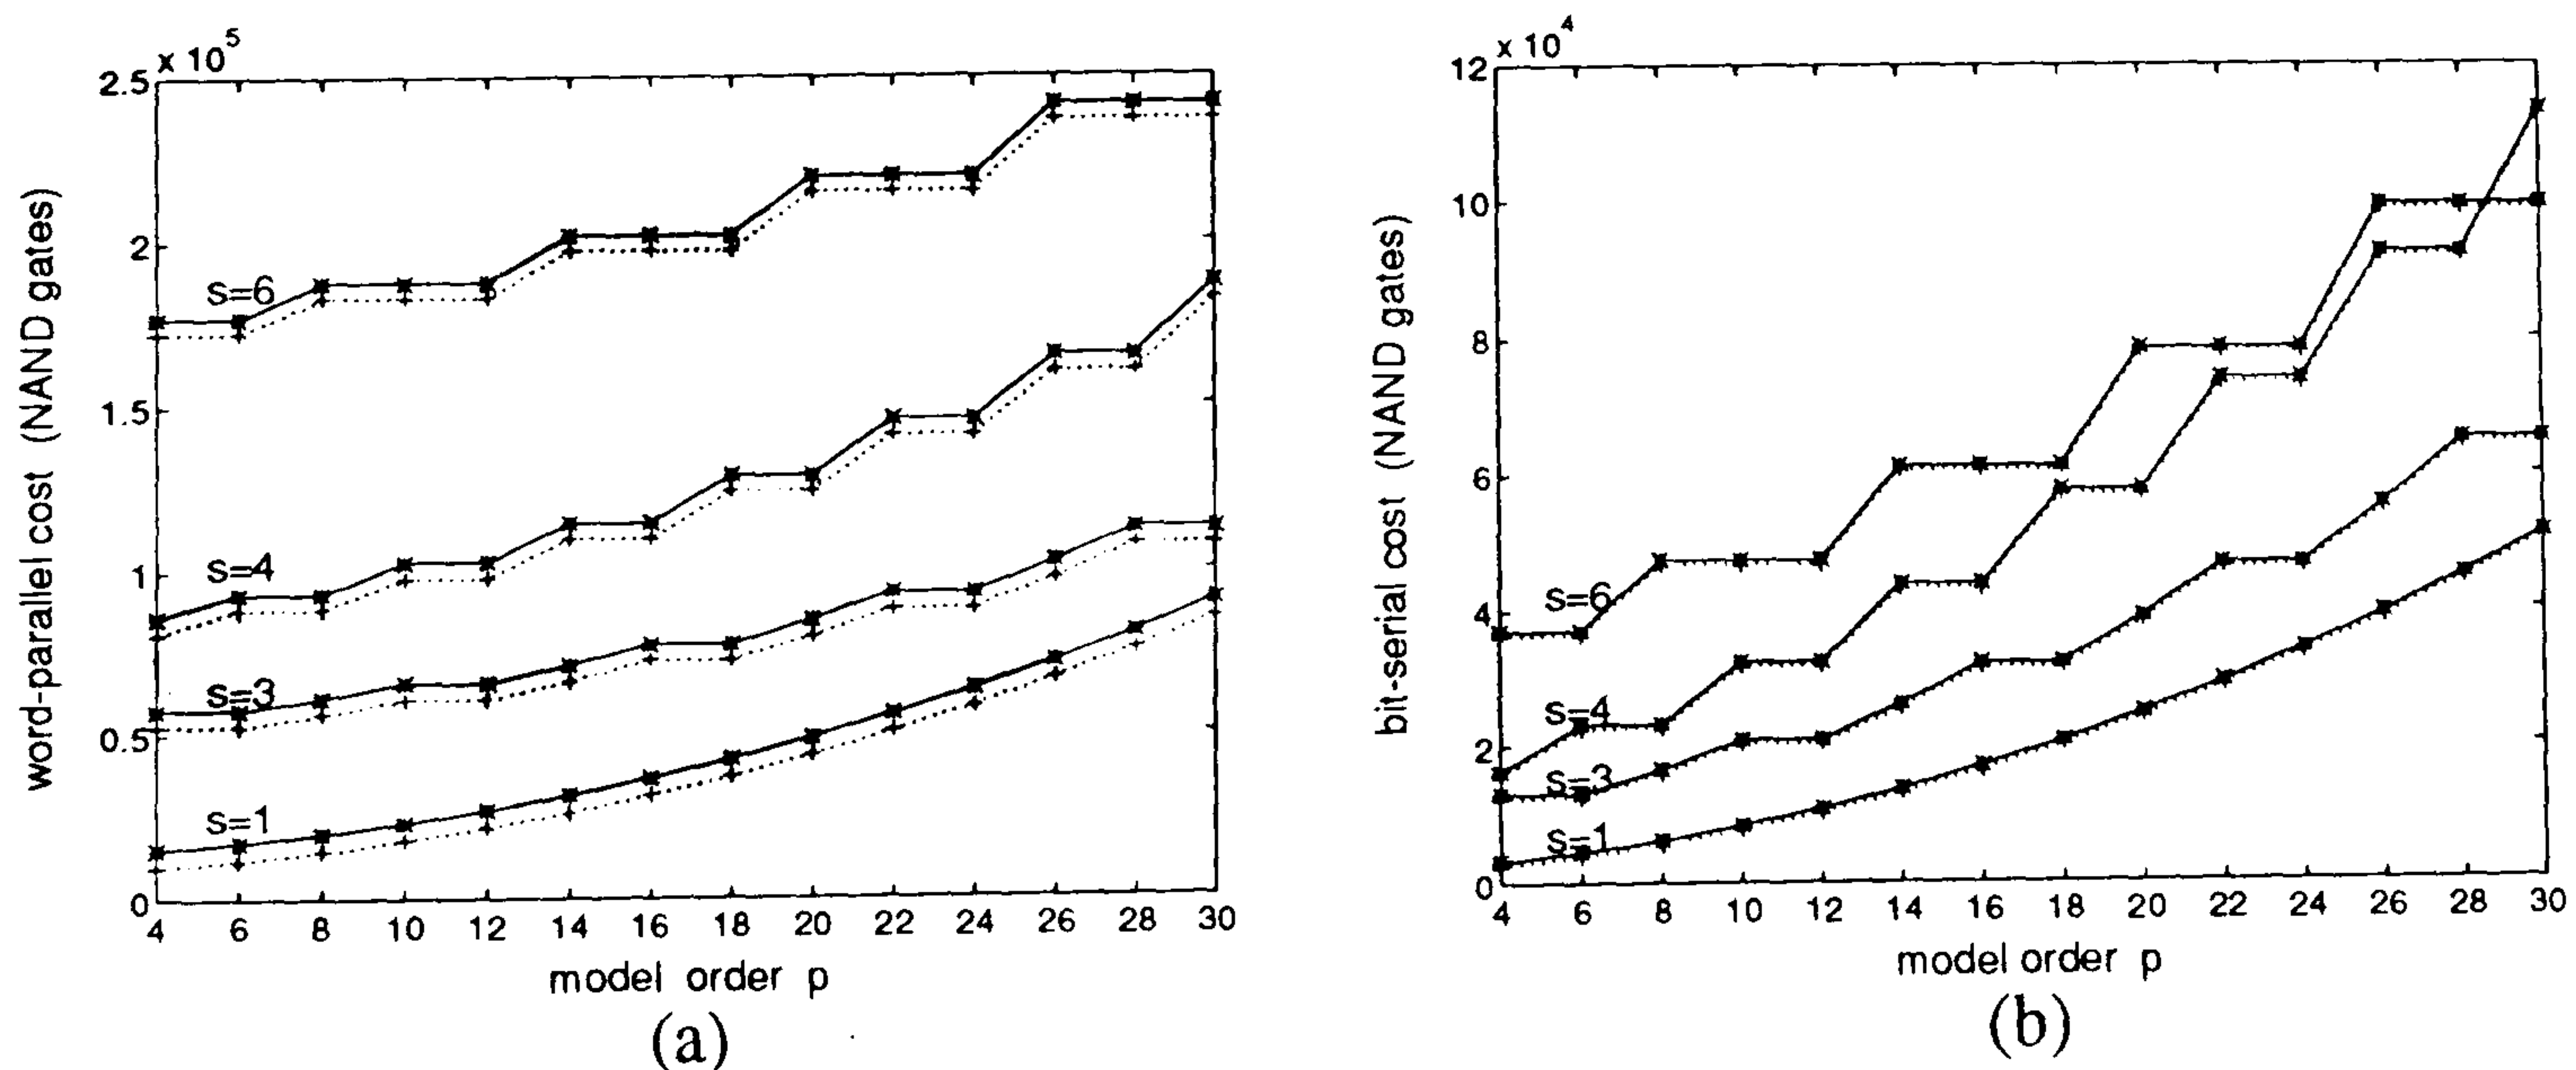 x 10^5
2.5
2
1.5
1
0.5
0
word-parallel cost (NAND gates)
s=6
s=4
s=3
s=1
4 6 8 10 12 14 16 18 20 22 24 26 28 30
model order p
(a)
x 10^4
12
10
8
6
4
2
0
bit-serial cost (NAND gates)
s=6
s=4
s=3
s=1
4 6 8 10 12 14 16 18 20 22 24 26 28 30
model order p
(b)